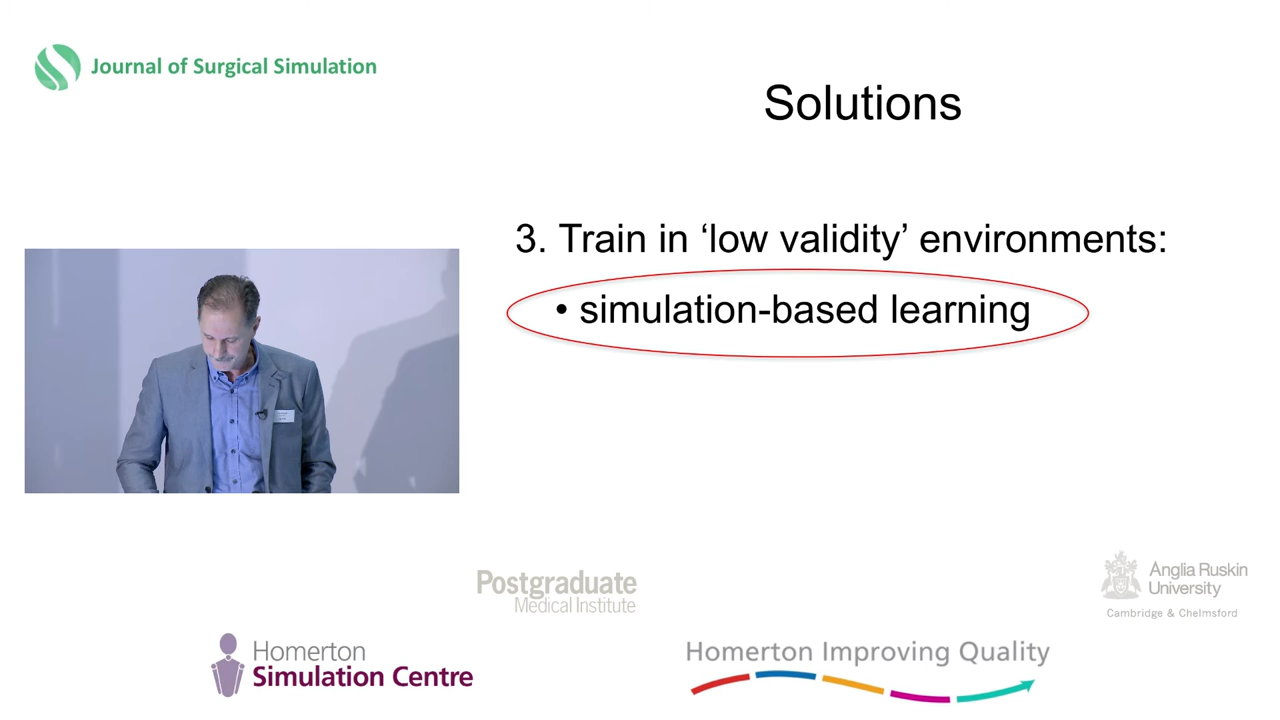 Journal of Surgical Simulation
Solutions
3. Train in ‘low validity’ environments:
• simulation-based learning
Postgraduate
Medical Institute
Anglia Ruskin
University
Cambridge & Chelmsford
Homerton
Simulation Centre
Homerton Improving Quality